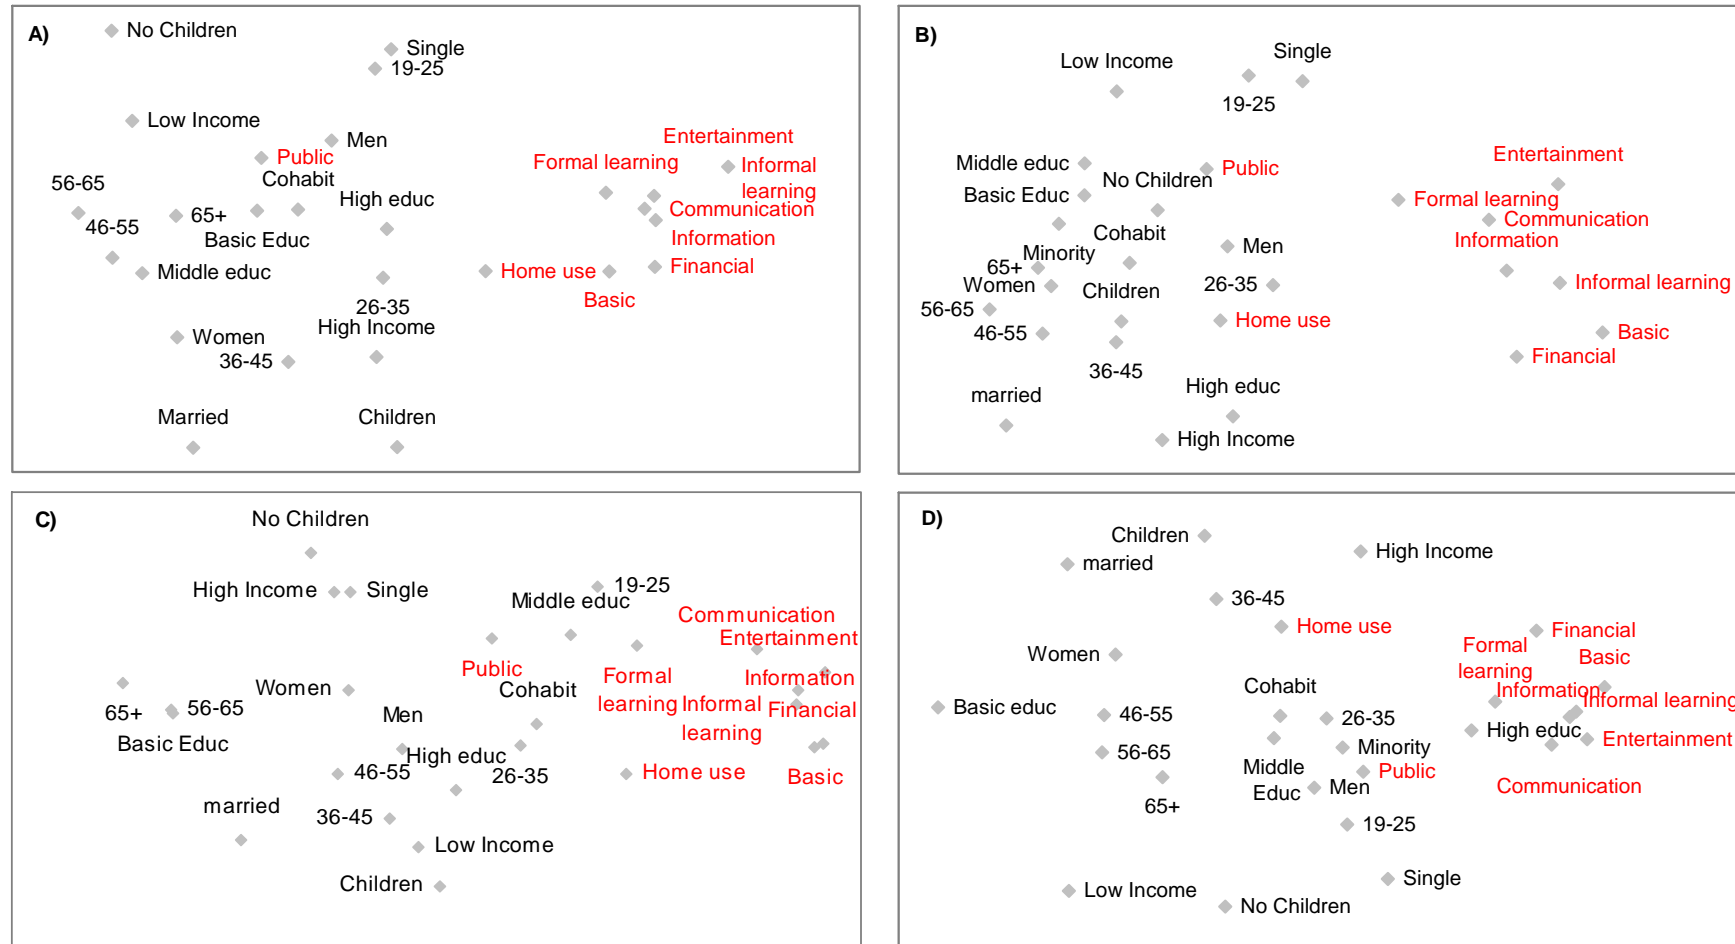 A)
No Children
Single
19-25
Low Income
Men
Public
Cohabit
56-65
65+
High educ
46-55
Basic Educ
Middle educ
Entertainment
Formal learning
Informal
learning
Communication
Information
Financial
Home use
Basic
26-35
High Income
Women
36-45
Married
Children
B)
Single
Low Income
19-25
Middle educ
Public
No Children
Basic Educ
Cohabit
Minority
Men
65+
Women
Children
26-35
56-65
46-55
Home use
36-45
High educ
married
High Income
Entertainment
Formal learning
Communication
Information
Informal learning
Basic
Financial
C)
No Children
High Income
Single
19-25
Middle educ
Communication
Entertainment
Public
Formal
learning
Information
Cohabit
Women
Informal
learning
Financial
65+
56-65
Men
Basic Educ
High educ
46-55
26-35
Home use
Basic
married
36-45
Low Income
Children
D)
Children
High Income
married
36-45
Home use
Financial
Formal
learning
Basic
Women
Cohabit
Information
Informal learning
Basic educ
46-55
26-35
High educ
Entertainment
56-65
Minority
Middle
Educ
Public
65+
Men
Communication
19-25
Low Income
Single
No Children